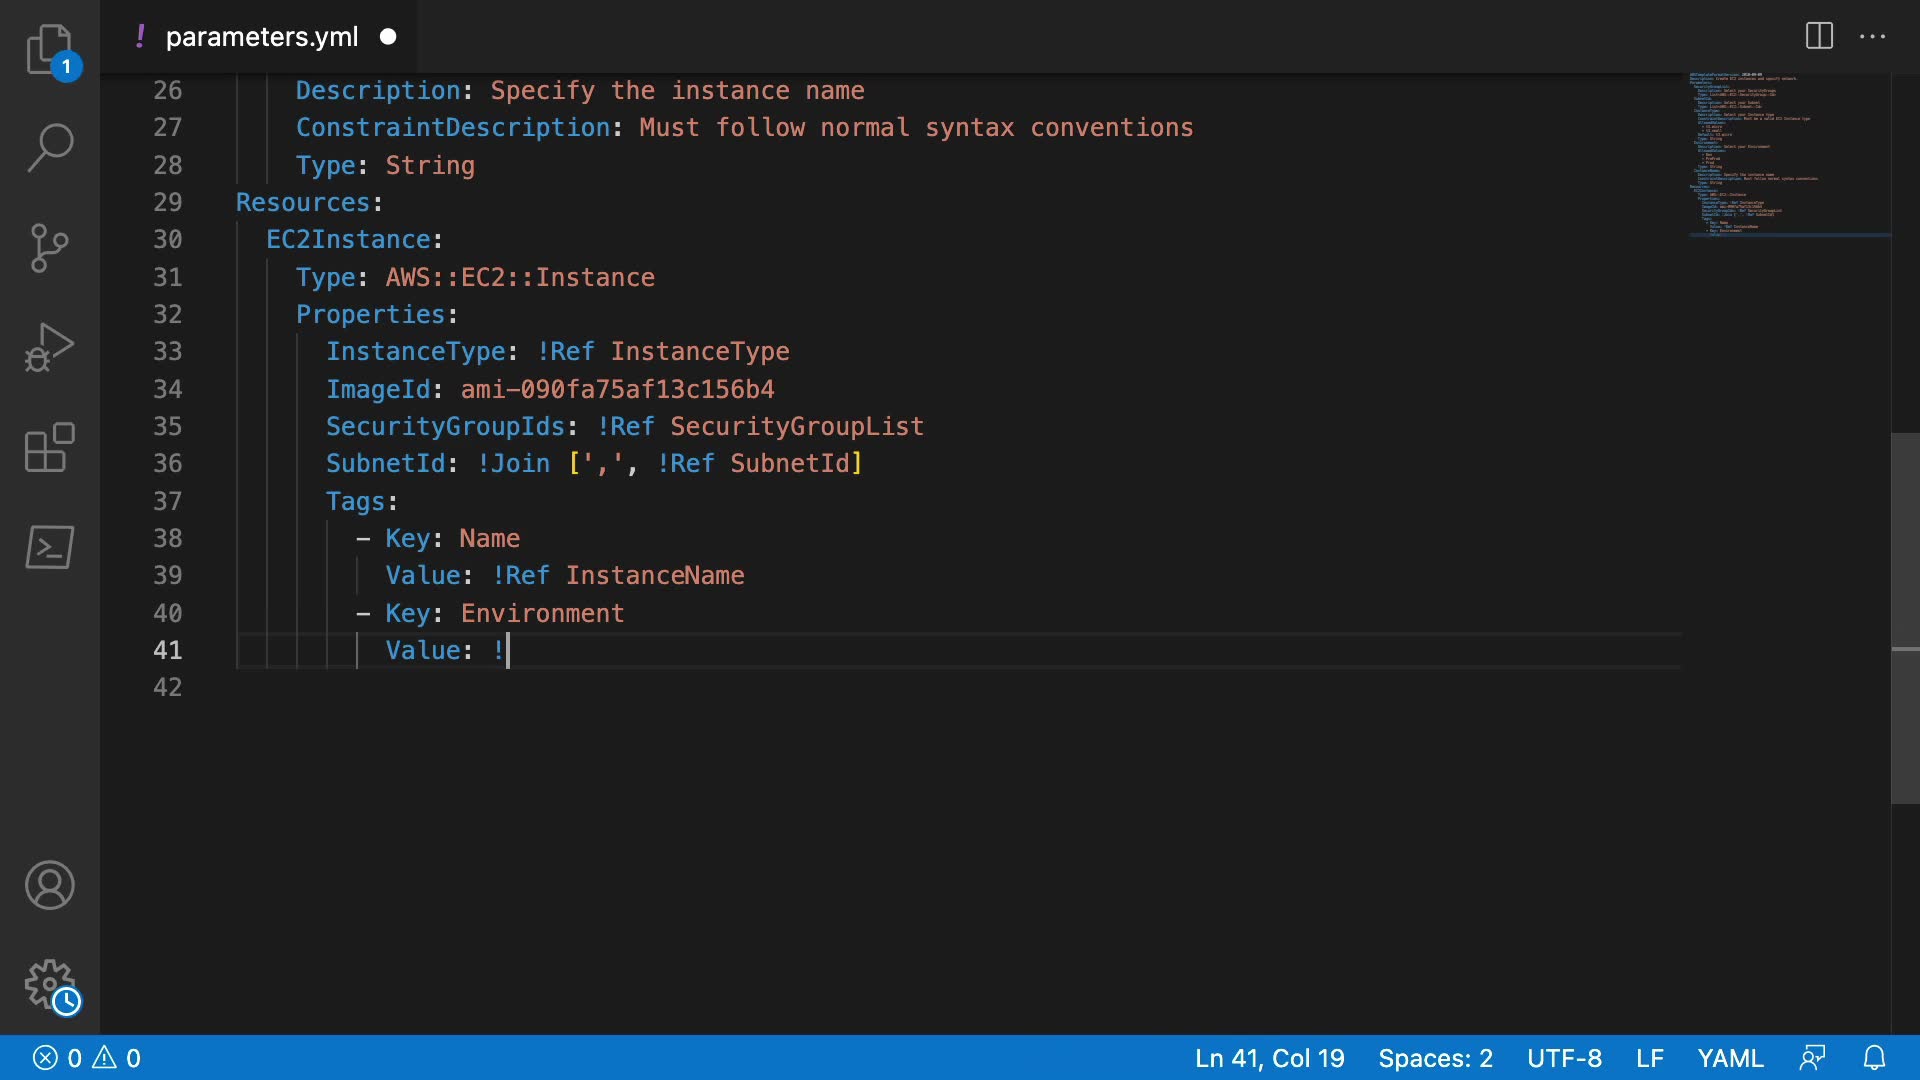 ! parameters.yml
1
26 Description: Specify the instance name
27 ConstraintDescription: Must follow normal syntax conventions
28 Type: String
29 Resources:
30 EC2Instance:
31 Type: AWS::EC2::Instance
32 Properties:
33 InstanceType: !Ref InstanceType
34 ImageId: ami-090fa75af13c156b4
35 SecurityGroupIds: !Ref SecurityGroupList
36 SubnetId: !Join [',', !Ref SubnetId]
37 Tags:
38 - Key: Name
39 Value: !Ref InstanceName
40 - Key: Environment
41 Value: !
42
0 0 Ln 41, Col 19 Spaces: 2 UTF-8 LF YAML